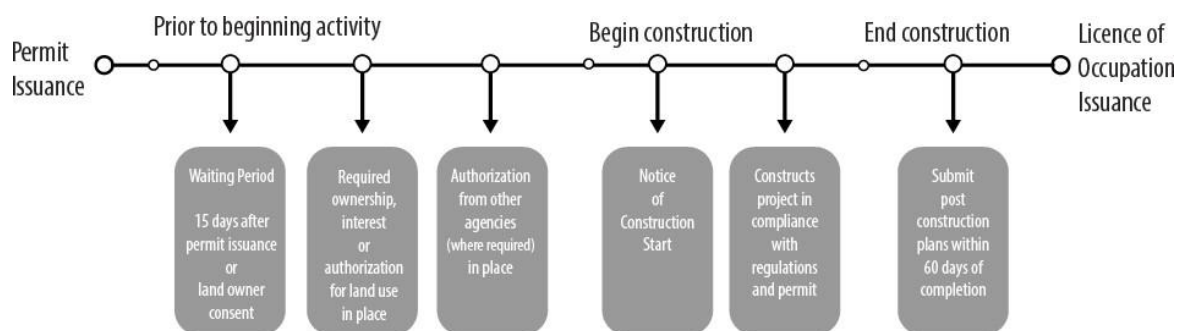 Permit
Issuance
Prior to beginning activity
Begin construction
End construction
Licence of
Occupation
Issuance
Waiting Period
15 days after
permit issuance
or
land owner
consent
Required
ownership,
interest
or
authorization
for land use
in place
Authorization
from other
agencies
(where required)
in place
Notice
of
Construction
Start
Constructs
project in
compliance
with
regulations
and permit
Submit
post
construction
plans within
60 days of
completion